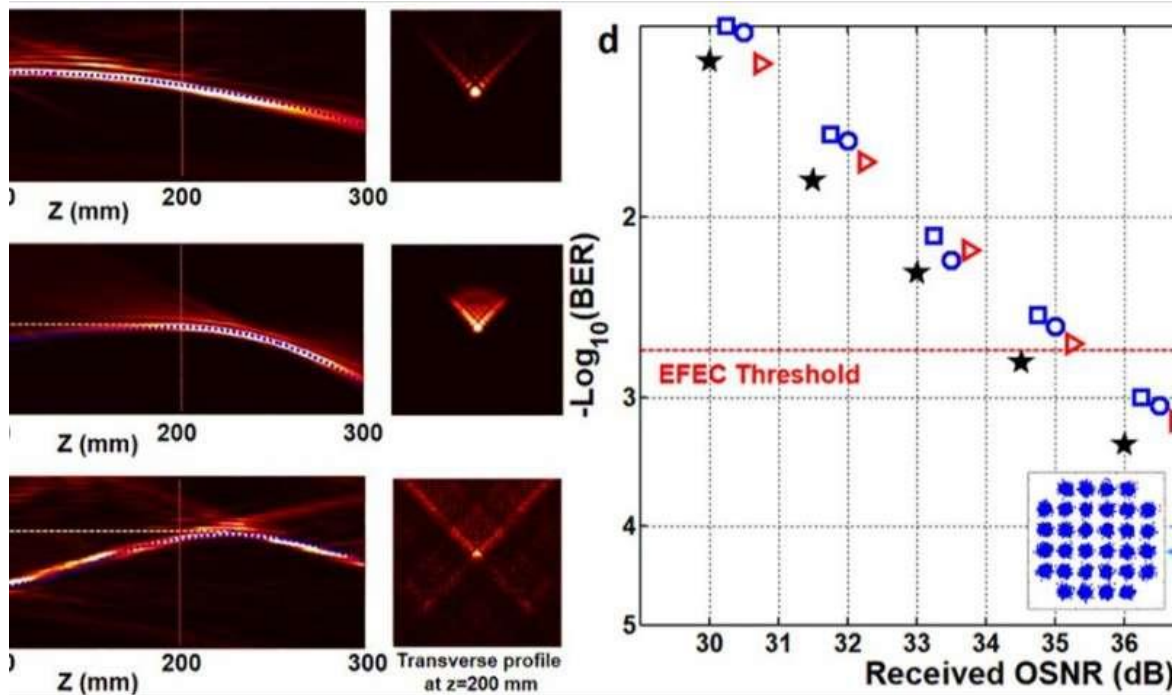 200
300
Z (mm)
200
300
Z (mm)
200
300
Z (mm)
Transverse profile
at z=200 mm
d
-Log10(BER)
2
3
4
5
EFEC Threshold
30
31
32
33
34
35
36
Received OSNR (dB)